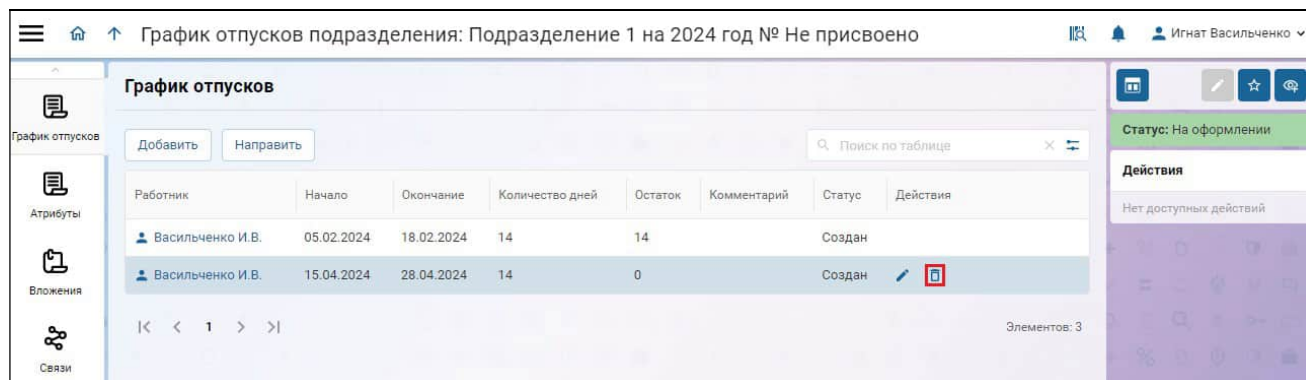 График отпусков подразделения: Подразделение 1 на 2024 год № Не присвоено
Игнат Васильченко
График отпусков
Атрибуты
Вложения
Связи
График отпусков
Добавить Направить Поиск по таблице
Работник Начало Окончание Количество дней Остаток Комментарий Статус Действия
Васильченко И.В. 05.02.2024 18.02.2024 14 14 Создан
Васильченко И.В. 15.04.2024 28.04.2024 14 0 Создан
1
Элементов: 3
Статус: На оформлении
Действия
Нет доступных действий